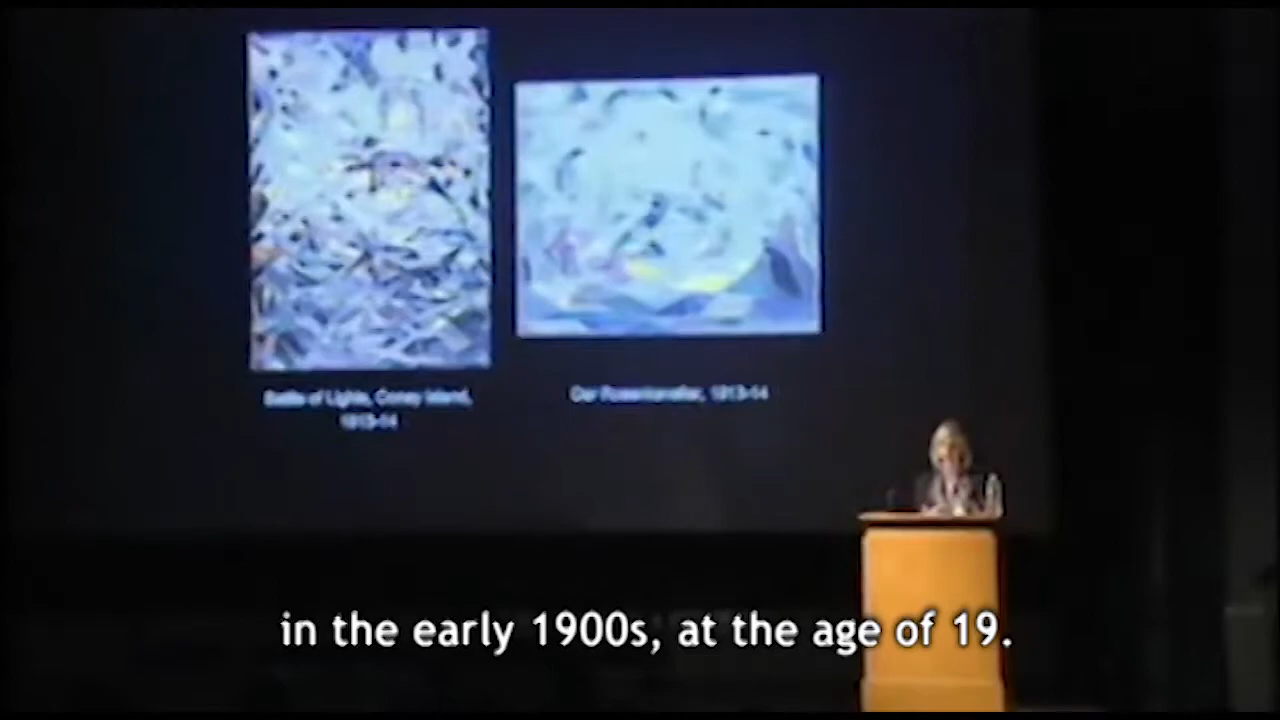 Battle of Lights, Coney Island,
1913-14
1913-14
in the early 1900s, at the age of 19.